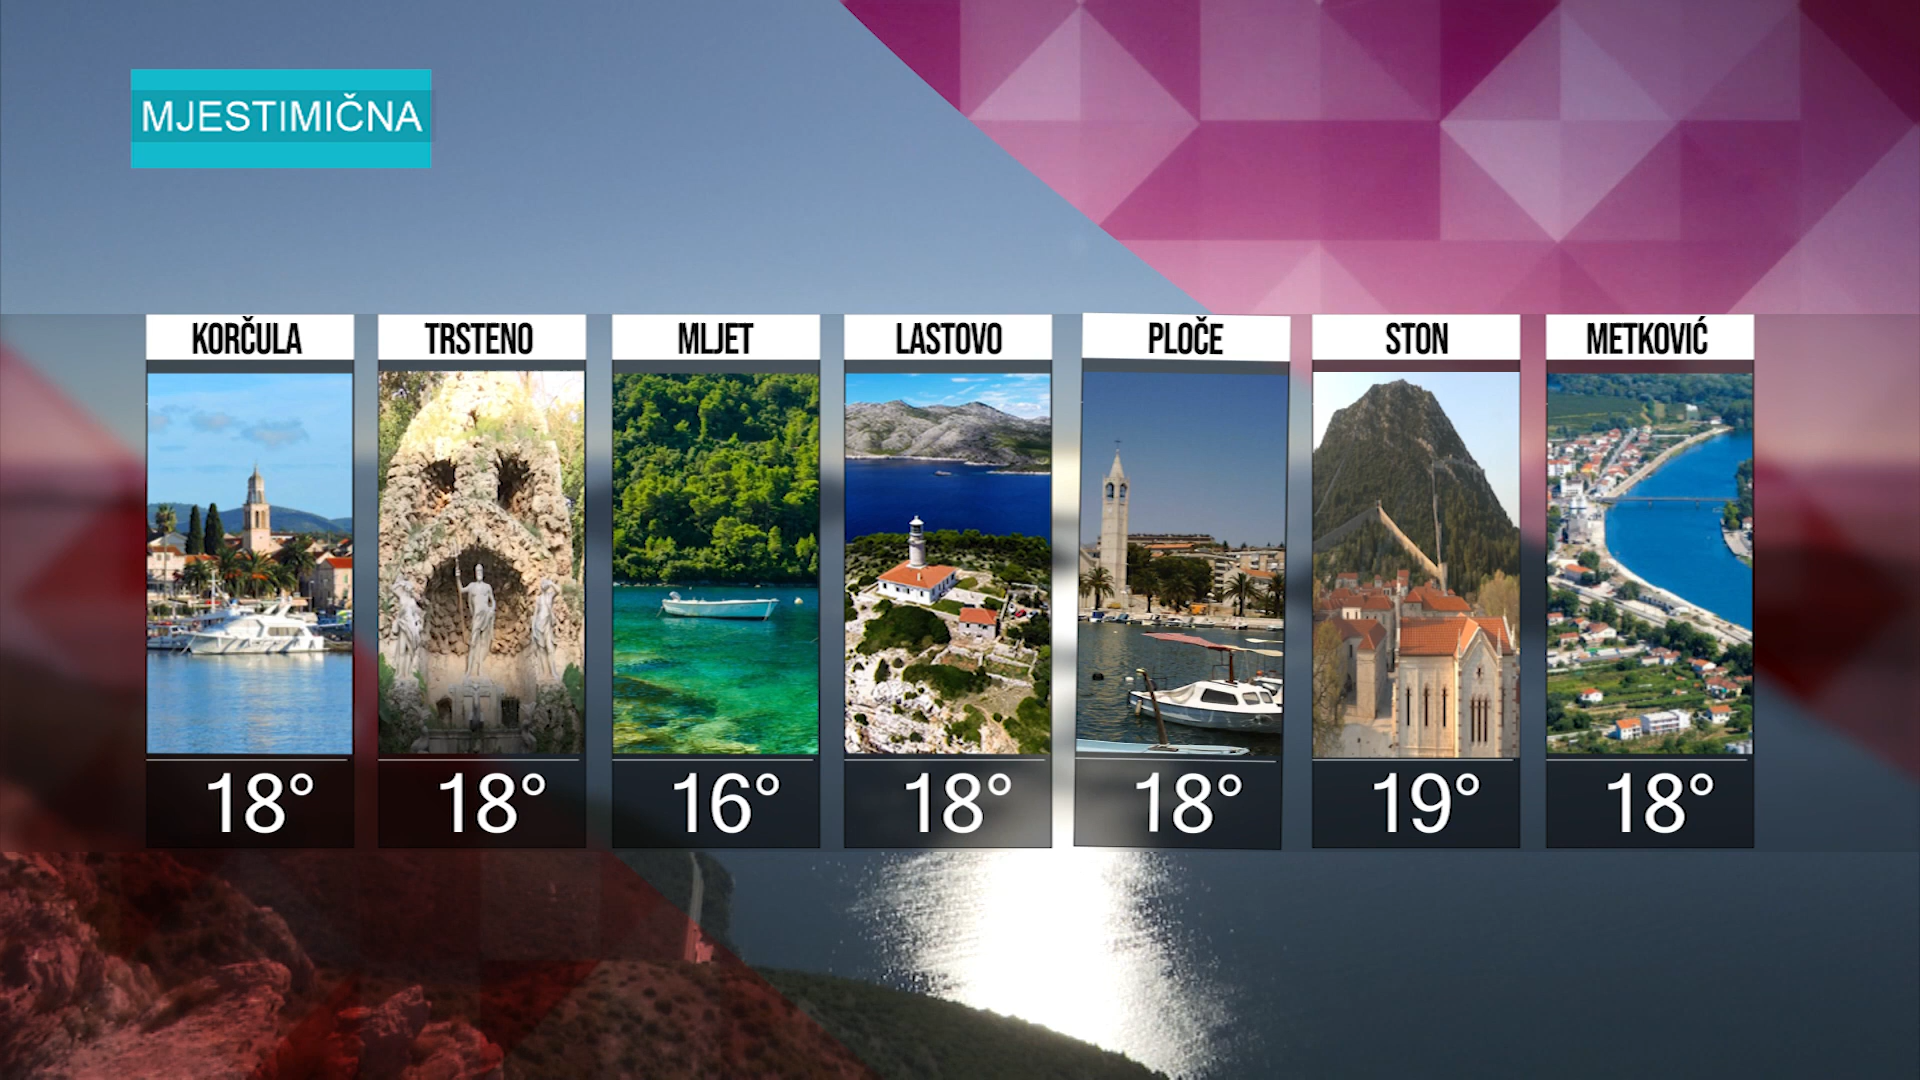 MJESTIMIČNA
KORČULA
TRSTENO
MLJET
LASTOVO
PLOČE
STON
METKOVIĆ
18°
18°
16°
18°
18°
19°
18°